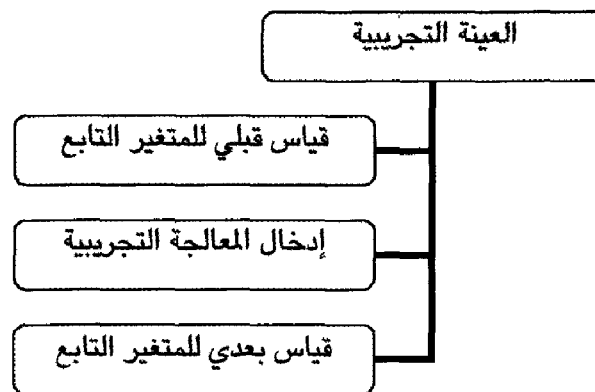 العينة التجريبية
قياس قبلي للمتغير التابع
إدخال المعالجة التجريبية
قياس بعدي للمتغير التابع